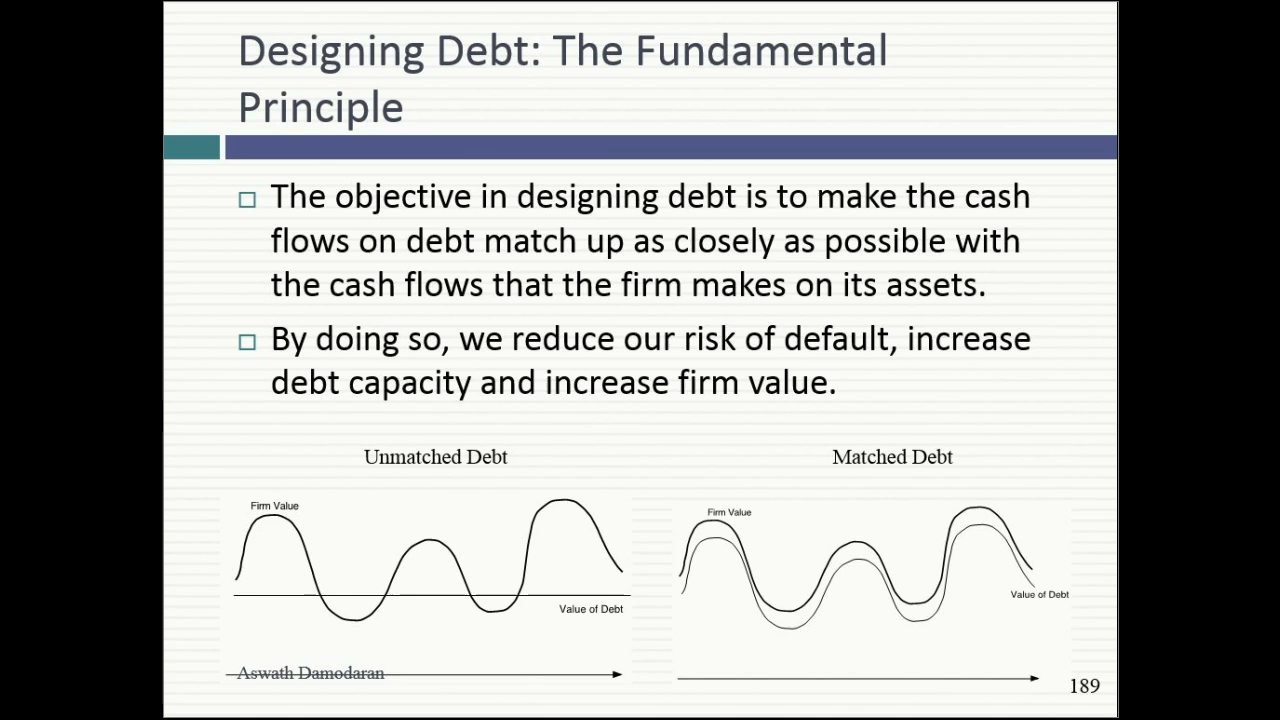 Designing Debt: The Fundamental
Principle
The objective in designing debt is to make the cash
flows on debt match up as closely as possible with
the cash flows that the firm makes on its assets.
By doing so, we reduce our risk of default, increase
debt capacity and increase firm value.
Unmatched Debt
Firm Value
Value of Debt
Matched Debt
Firm Value
Value of Debt
Aswath Damodaran
189